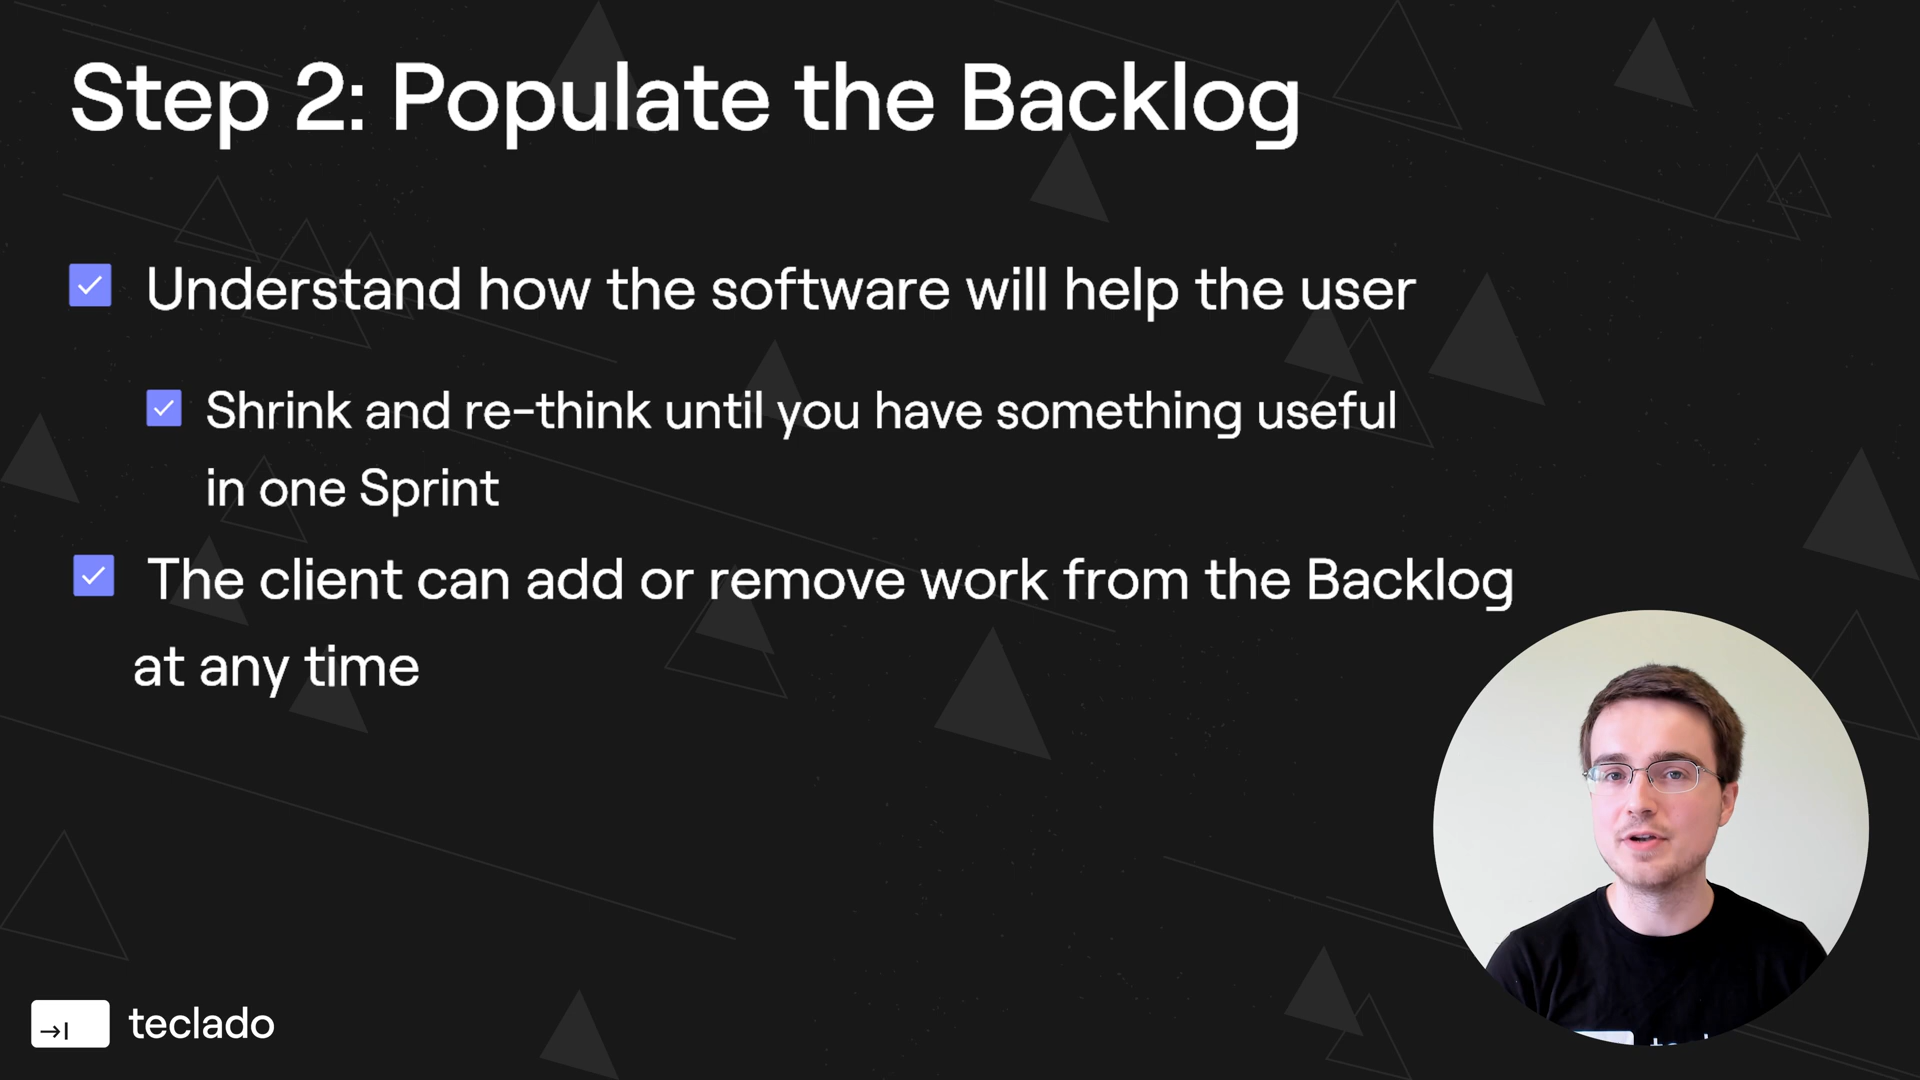 Step 2: Populate the Backlog
Understand how the software will help the user
Shrink and re-think until you have something useful
in one Sprint
The client can add or remove work from the Backlog
at any time
teclado